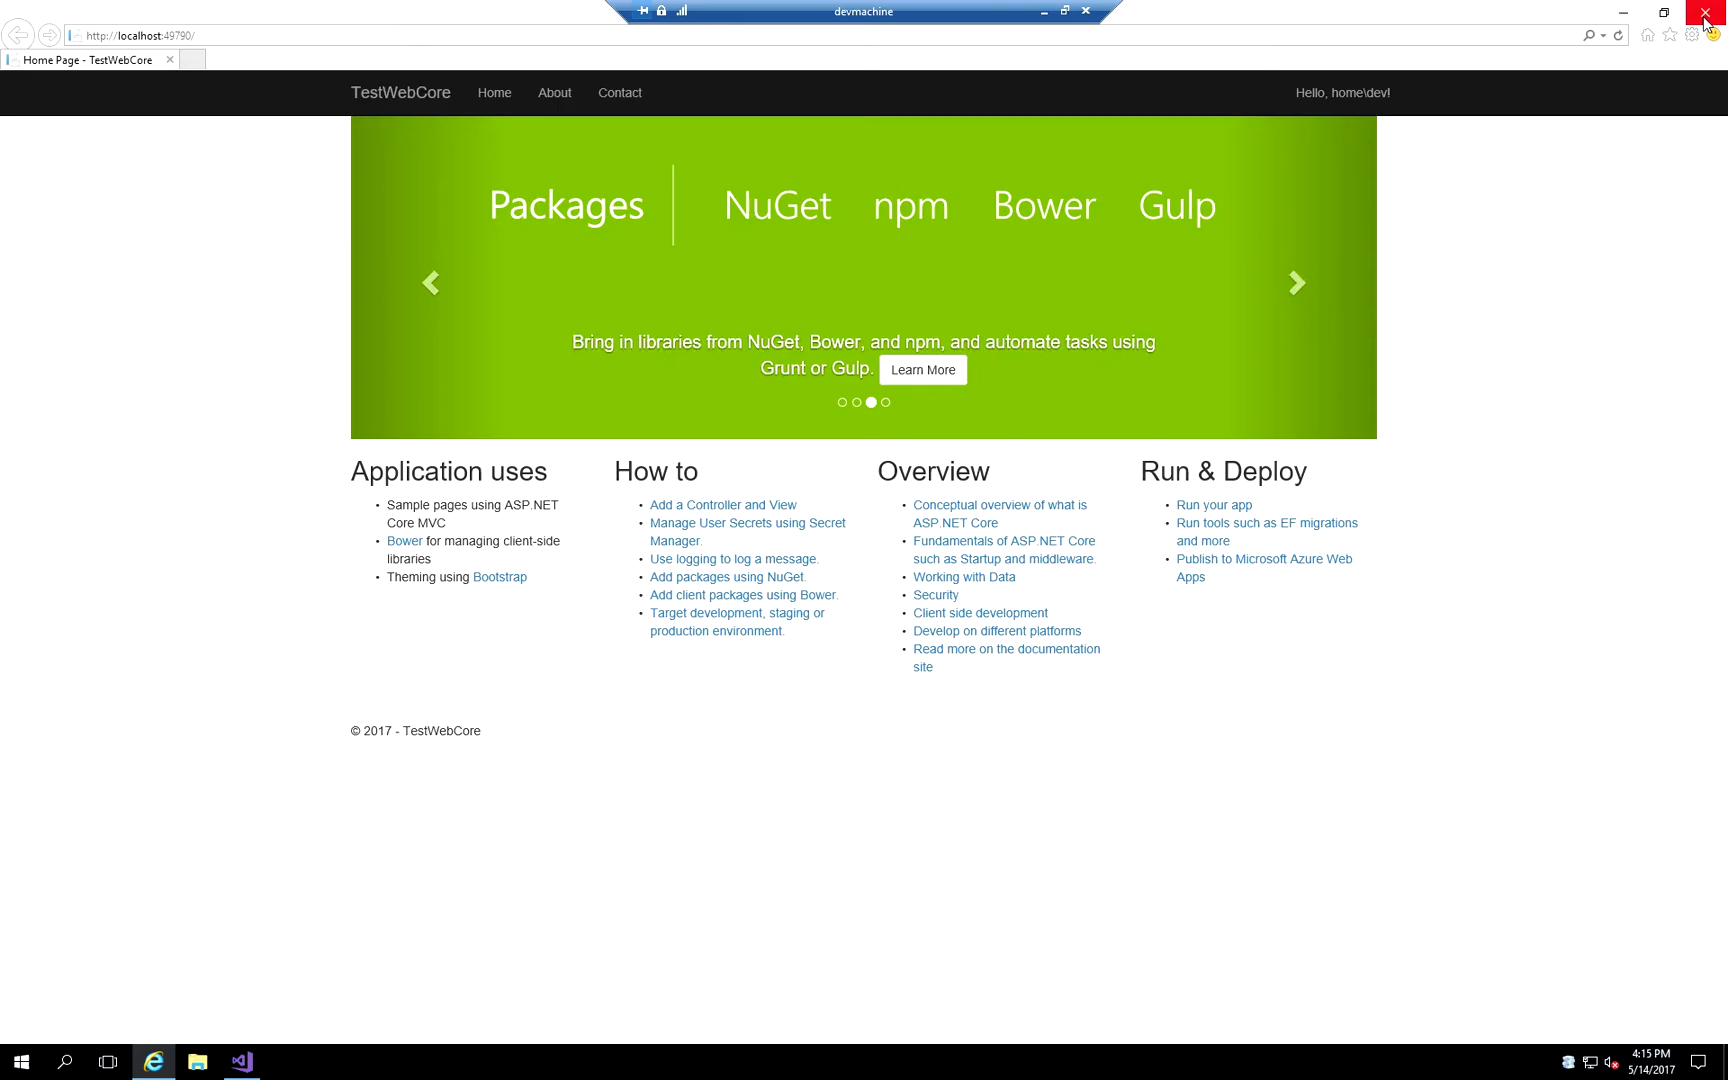 devmachine
http://localhost:49790/
Home Page - TestWebCore
TestWebCore Home About Contact Hello, home\dev!
Packages NuGet npm Bower Gulp
Bring in libraries from NuGet, Bower, and npm, and automate tasks using
Grunt or Gulp. Learn More
Application uses
Sample pages using ASP.NET
Core MVC
Bower for managing client-side
libraries
Theming using Bootstrap
How to
Add a Controller and View
Manage User Secrets using Secret
Manager.
Use logging to log a message.
Add packages using NuGet.
Add client packages using Bower.
Target development, staging or
production environment.
Overview
Conceptual overview of what is
ASP.NET Core
Fundamentals of ASP.NET Core
such as Startup and middleware.
Working with Data
Security
Client side development
Develop on different platforms
Read more on the documentation
site
Run & Deploy
Run your app
Run tools such as EF migrations
and more
Publish to Microsoft Azure Web
Apps
© 2017 - TestWebCore
4:15 PM
5/14/2017